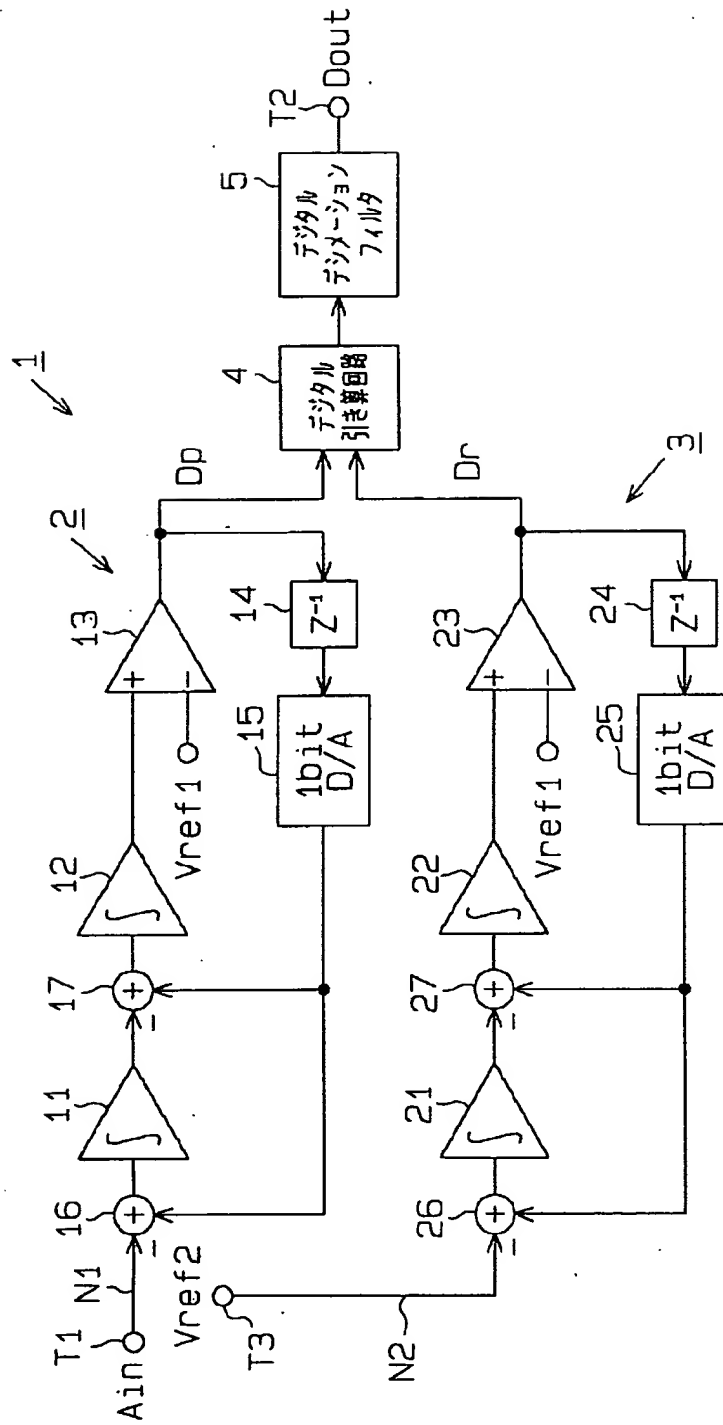 1
2
3
T1
Ain
N1
16
+
−
11
∫
17
+
−
12
∫
13
+
−
Vref1
14
Z⁻¹
15
1bit
D/A
Dp
4
デジタル
引き算回路
5
デジタル
デシメーション
フィルタ
T2
Dout
Vref2
T3
N2
26
+
−
21
∫
27
+
−
22
∫
23
+
−
Vref1
24
Z⁻¹
25
1bit
D/A
Dr